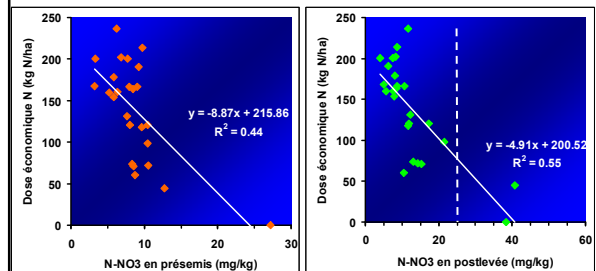 Dose économique N (kg N/ha)
250
200
150
100
50
0
y = -8.87x + 215.86
R² = 0.44
0 10 20 30
N-NO3 en présemis (mg/kg)
Dose économique N (kg N/ha)
250
200
150
100
50
0
y = -4.91x + 200.52
R² = 0.55
0 20 40 60
N-NO3 en postlevée (mg/kg)